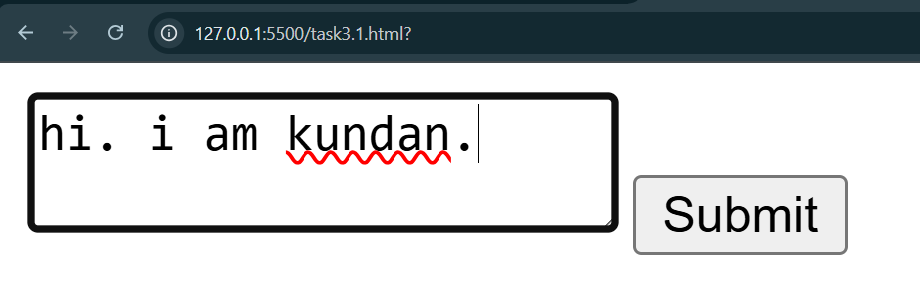 127.0.0.1:5500/task3.1.html?
hi. i am kundan.
Submit